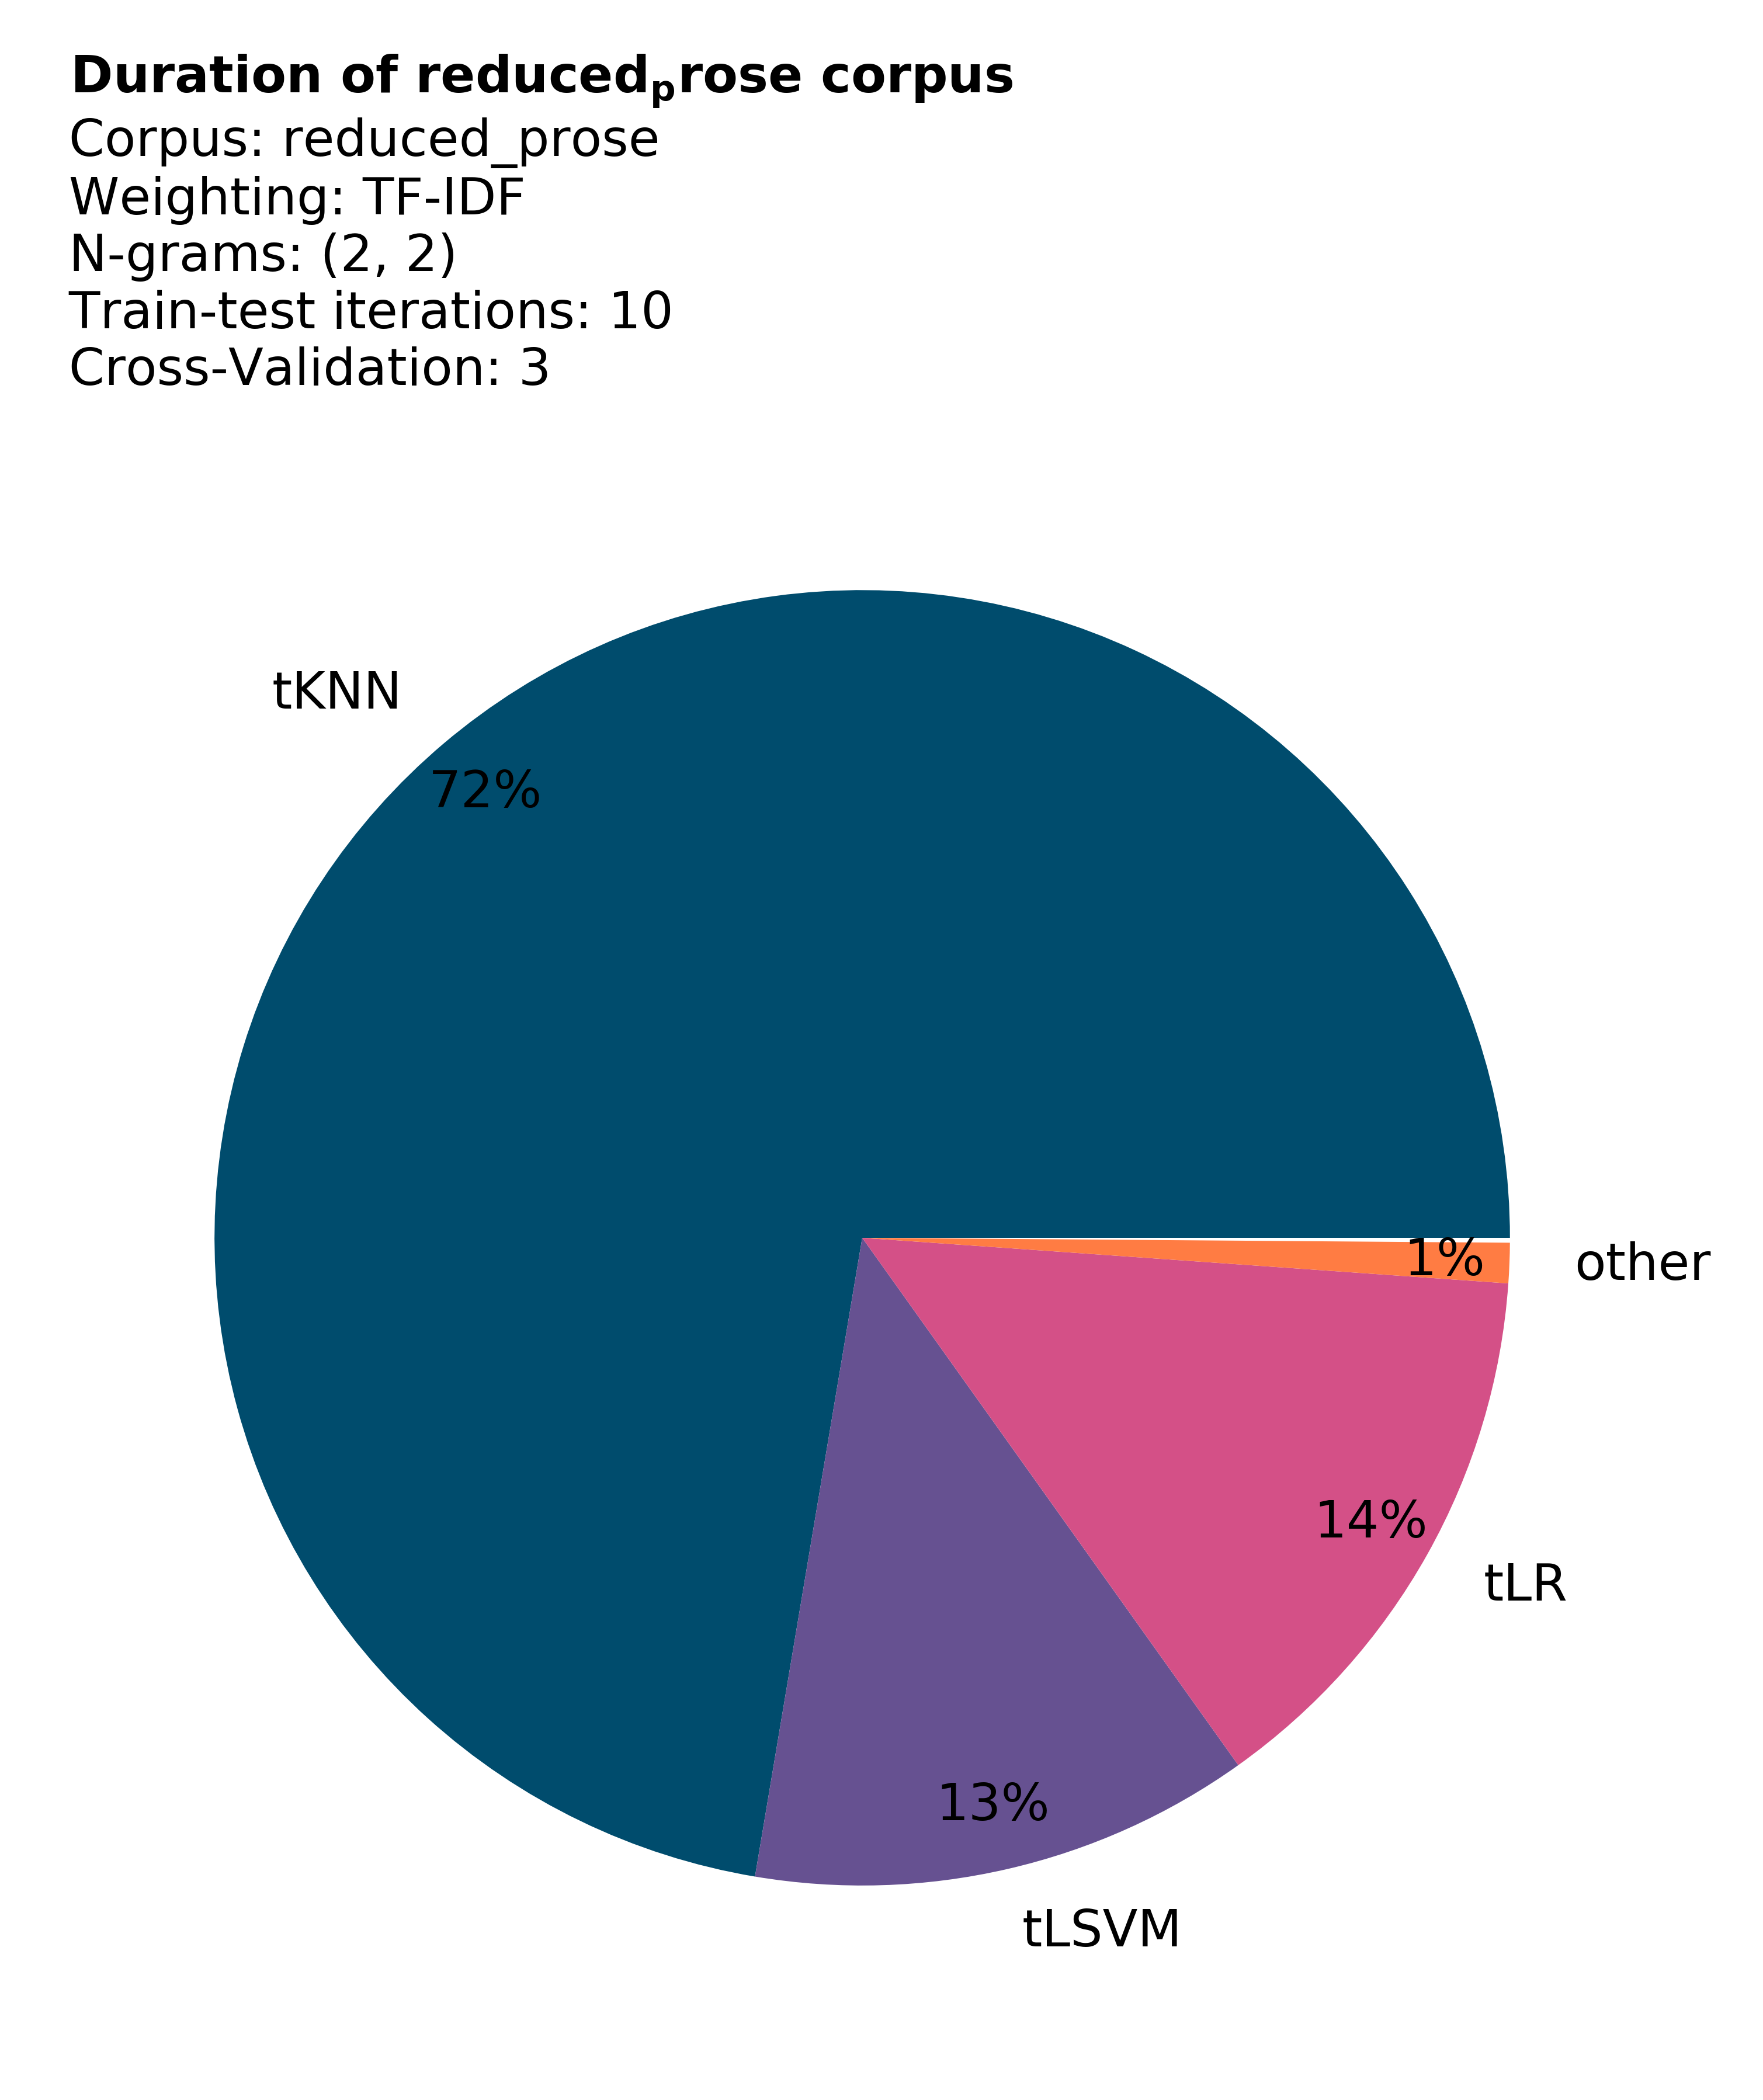 Duration of reducedₚrose corpus
Corpus: reduced_prose
Weighting: TF-IDF
N-grams: (2, 2)
Train-test iterations: 10
Cross-Validation: 3
tKNN
72%
1%
other
14%
tLR
13%
tLSVM